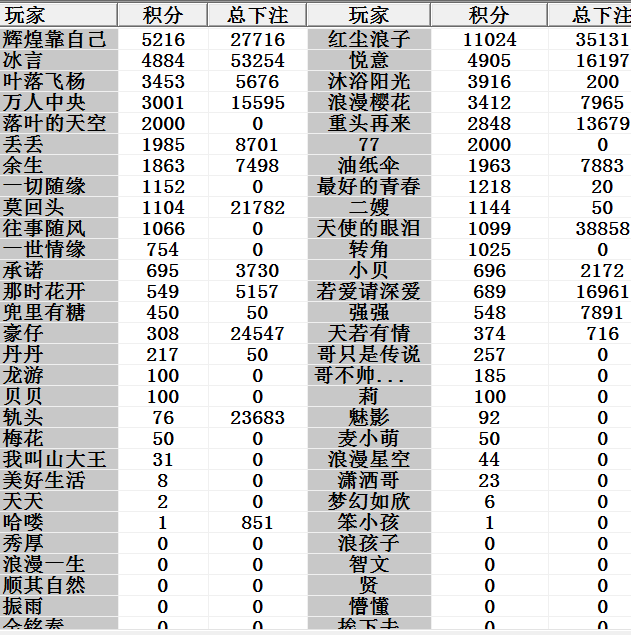 玩家 积分 总下注 玩家 积分 总下注
辉煌靠自己 5216 27716 红尘浪子 11024 35131
冰言 4884 53254 悦意 4905 16197
叶落飞杨 3453 5676 沐浴阳光 3916 200
万人中央 3001 15595 浪漫樱花 3412 7965
落叶的天空 2000 0 重头再来 2848 13679
丢丢 1985 8701 77 2000 0
余生 1863 7498 油纸伞 1963 7883
一切随缘 1152 0 最好的青春 1218 20
莫回头 1104 21782 二嫂 1144 50
往事随风 1066 0 天使的眼泪 1099 38858
一世情缘 754 0 转角 1025 0
承诺 695 3730 小贝 696 2172
那时花开 549 5157 若爱请深爱 689 16961
兜里有糖 450 50 强强 548 7891
豪仔 308 24547 天若有情 374 716
丹丹 217 50 哥只是传说 257 0
龙游 100 0 哥不帅... 185 0
贝贝 100 0 莉 100 0
轨头 76 23683 魅影 92 0
梅花 50 0 麦小萌 50 0
我叫山大王 31 0 浪漫星空 44 0
美好生活 8 0 潇洒哥 23 0
天天 2 0 梦幻如欣 6 0
哈喽 1 851 笨小孩 1 0
秀厚 0 0 浪孩子 0 0
浪漫一生 0 0 智文 0 0
顺其自然 0 0 贤 0 0
振雨 0 0 懵懂 0 0
0 0 0 0